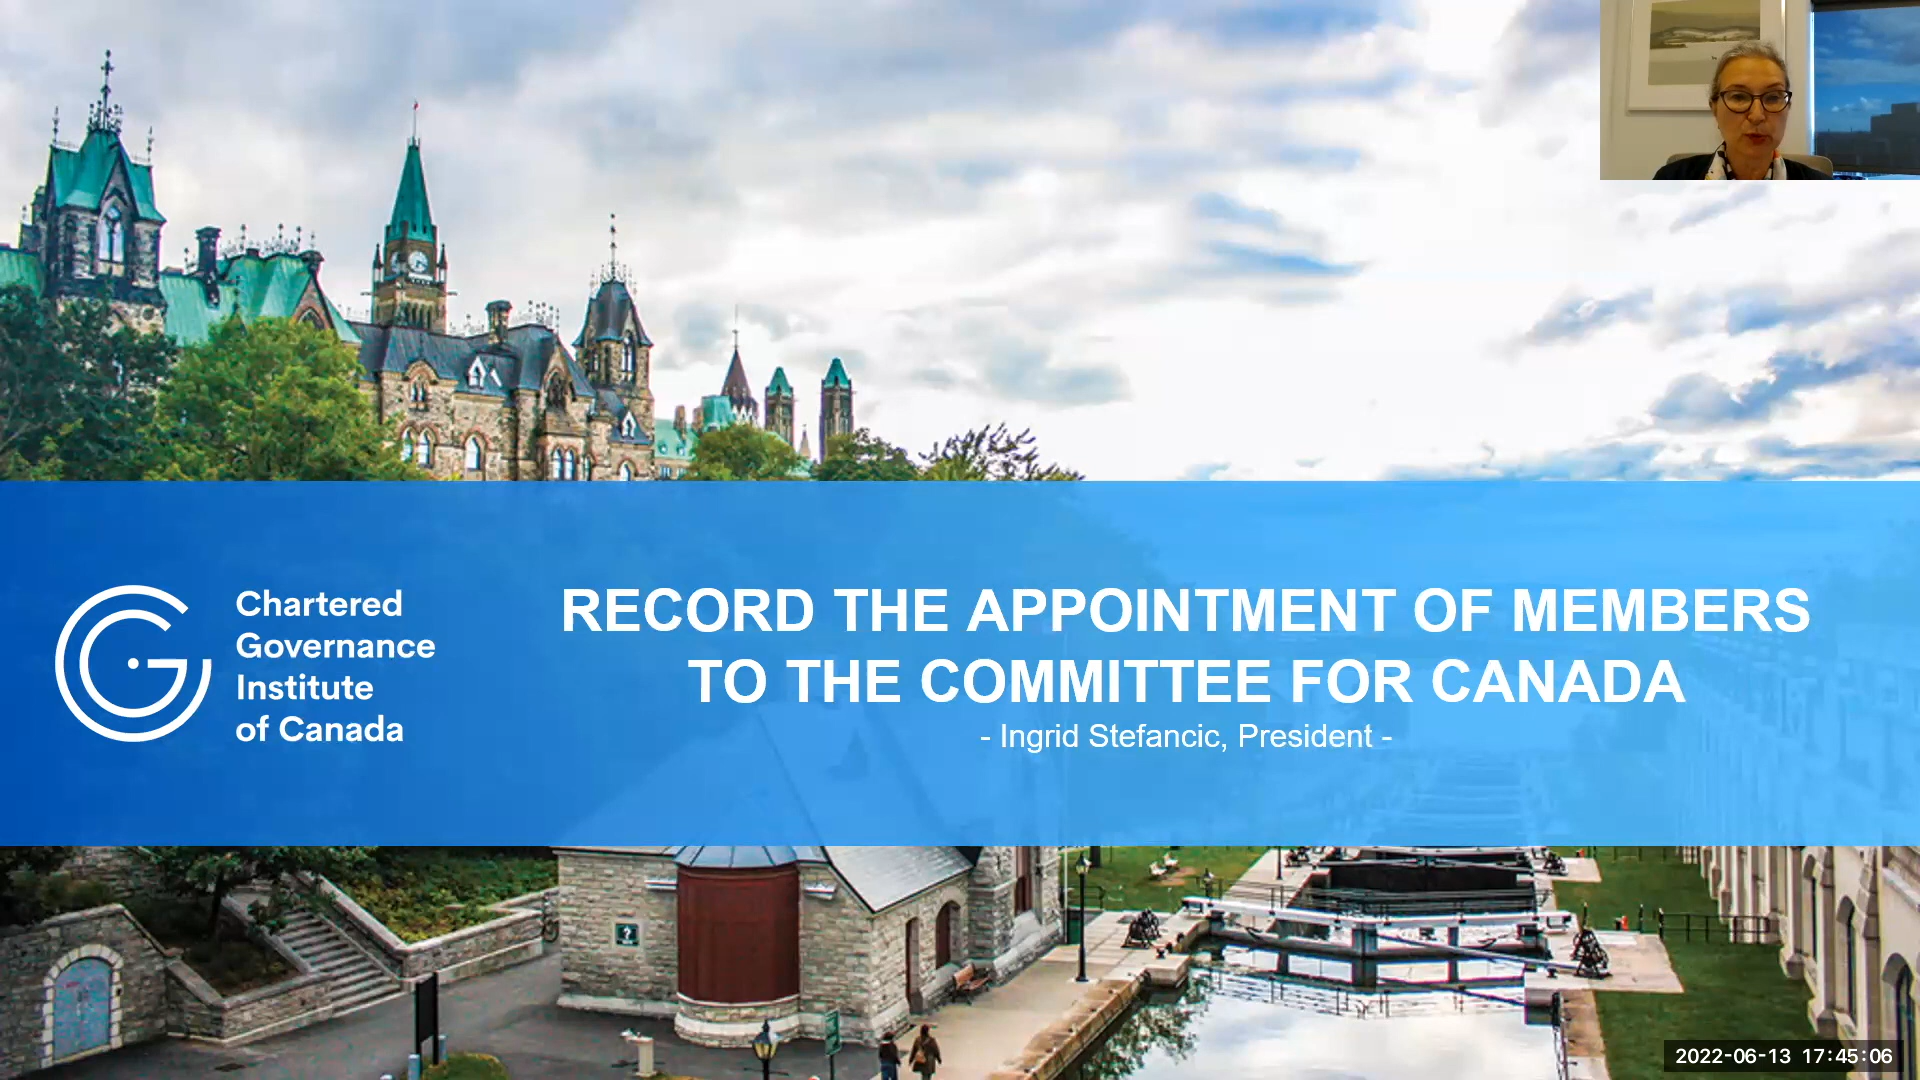 Chartered
Governance
Institute
of Canada
RECORD THE APPOINTMENT OF MEMBERS
TO THE COMMITTEE FOR CANADA
- Ingrid Stefancic, President -
?
2022-06-13 17:45:06